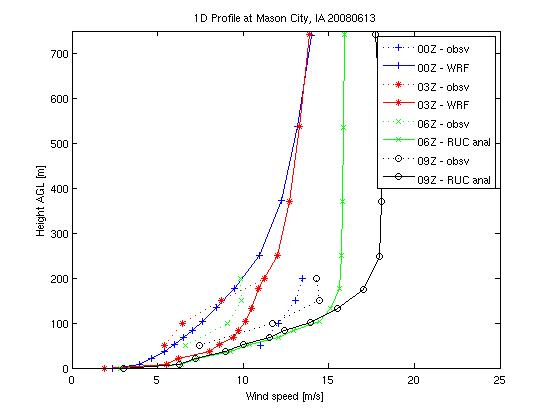 1D Profile at Mason City, IA 20080613
700
600
500
400
300
200
100
0
Height AGL [m]
00Z - obsv
00Z - WRF
03Z - obsv
03Z - WRF
06Z - obsv
06Z - RUC anal
09Z - obsv
09Z - RUC anal
0 5 10 15 20 25
Wind speed [m/s]